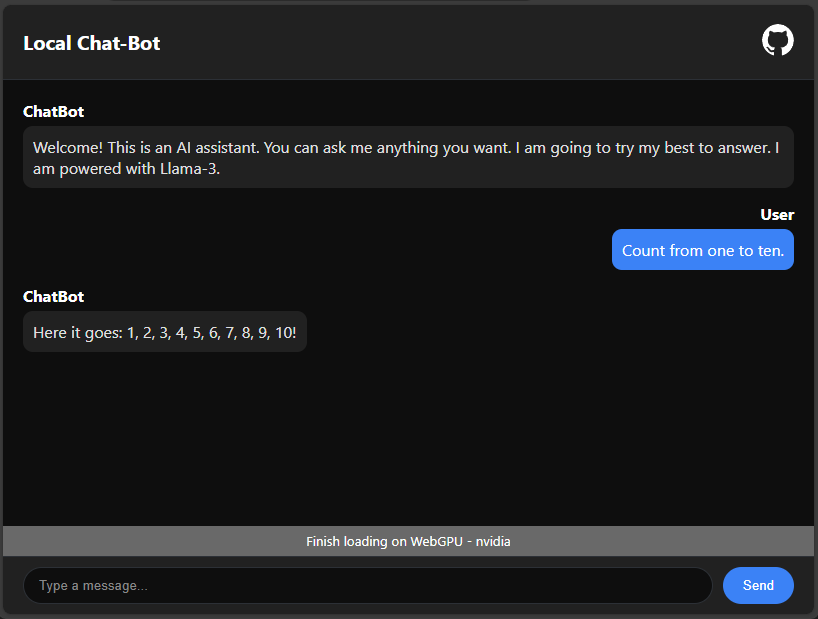 Local Chat-Bot
ChatBot
Welcome! This is an AI assistant. You can ask me anything you want. I am going to try my best to answer. I
am powered with Llama-3.
User
Count from one to ten.
ChatBot
Here it goes: 1, 2, 3, 4, 5, 6, 7, 8, 9, 10!
Finish loading on WebGPU - nvidia
Type a message...
Send